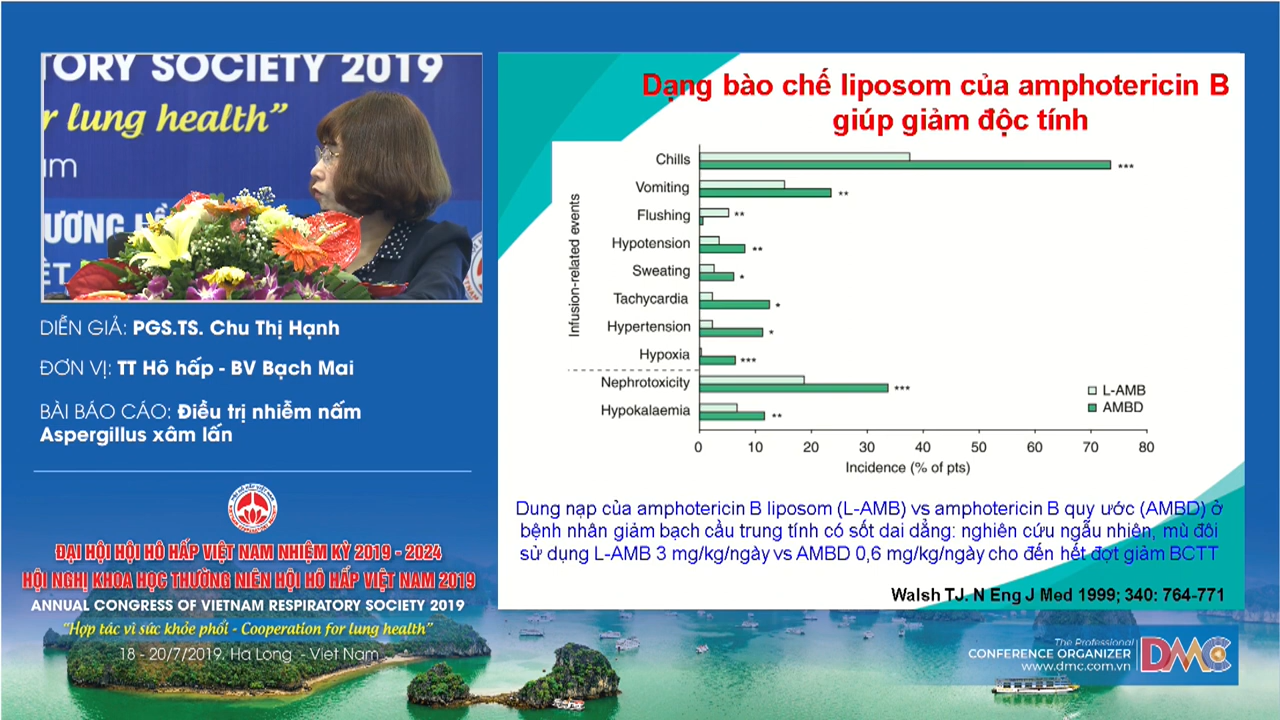 TORY SOCIETY 2019
r lung health”
am
ƯƠNG
DIỄN GIẢ: PGS.TS. Chu Thị Hạnh
ĐƠN VỊ: TT Hô hấp - BV Bạch Mai
BÀI BÁO CÁO: Điều trị nhiễm nấm
Aspergillus xâm lấn
ĐẠI HỘI HỘI HÔ HẤP VIỆT NAM NHIỆM KỲ 2019 - 2024
HỘI NGHỊ KHOA HỌC THƯỜNG NIÊN HỘI HÔ HẤP VIỆT NAM 2019
ANNUAL CONGRESS OF VIETNAM RESPIRATORY SOCIETY 2019
“Hợp tác vì sức khỏe phổi - Cooperation for lung health”
18 - 20/7/2019. Ha Long - Viet Nam
Dạng bào chế liposom của amphotericin B
giúp giảm độc tính
Infusion-related events
Chills ***
Vomiting **
Flushing **
Hypotension **
Sweating *
Tachycardia *
Hypertension *
Hypoxia ***
Nephrotoxicity ***
Hypokalaemia **
L-AMB
AMBD
0 10 20 30 40 50 60 70 80
Incidence (% of pts)
Dung nạp của amphotericin B liposom (L-AMB) vs amphotericin B quy ước (AMBD) ở
bệnh nhân giảm bạch cầu trung tính có sốt dai dẳng: nghiên cứu ngẫu nhiên, mù đôi
sử dụng L-AMB 3 mg/kg/ngày vs AMBD 0,6 mg/kg/ngày cho đến hết đợt giảm BCTT
Walsh TJ. N Eng J Med 1999; 340: 764-771
The Professional
CONFERENCE ORGANIZER
www.dmc.com.vn
DMC